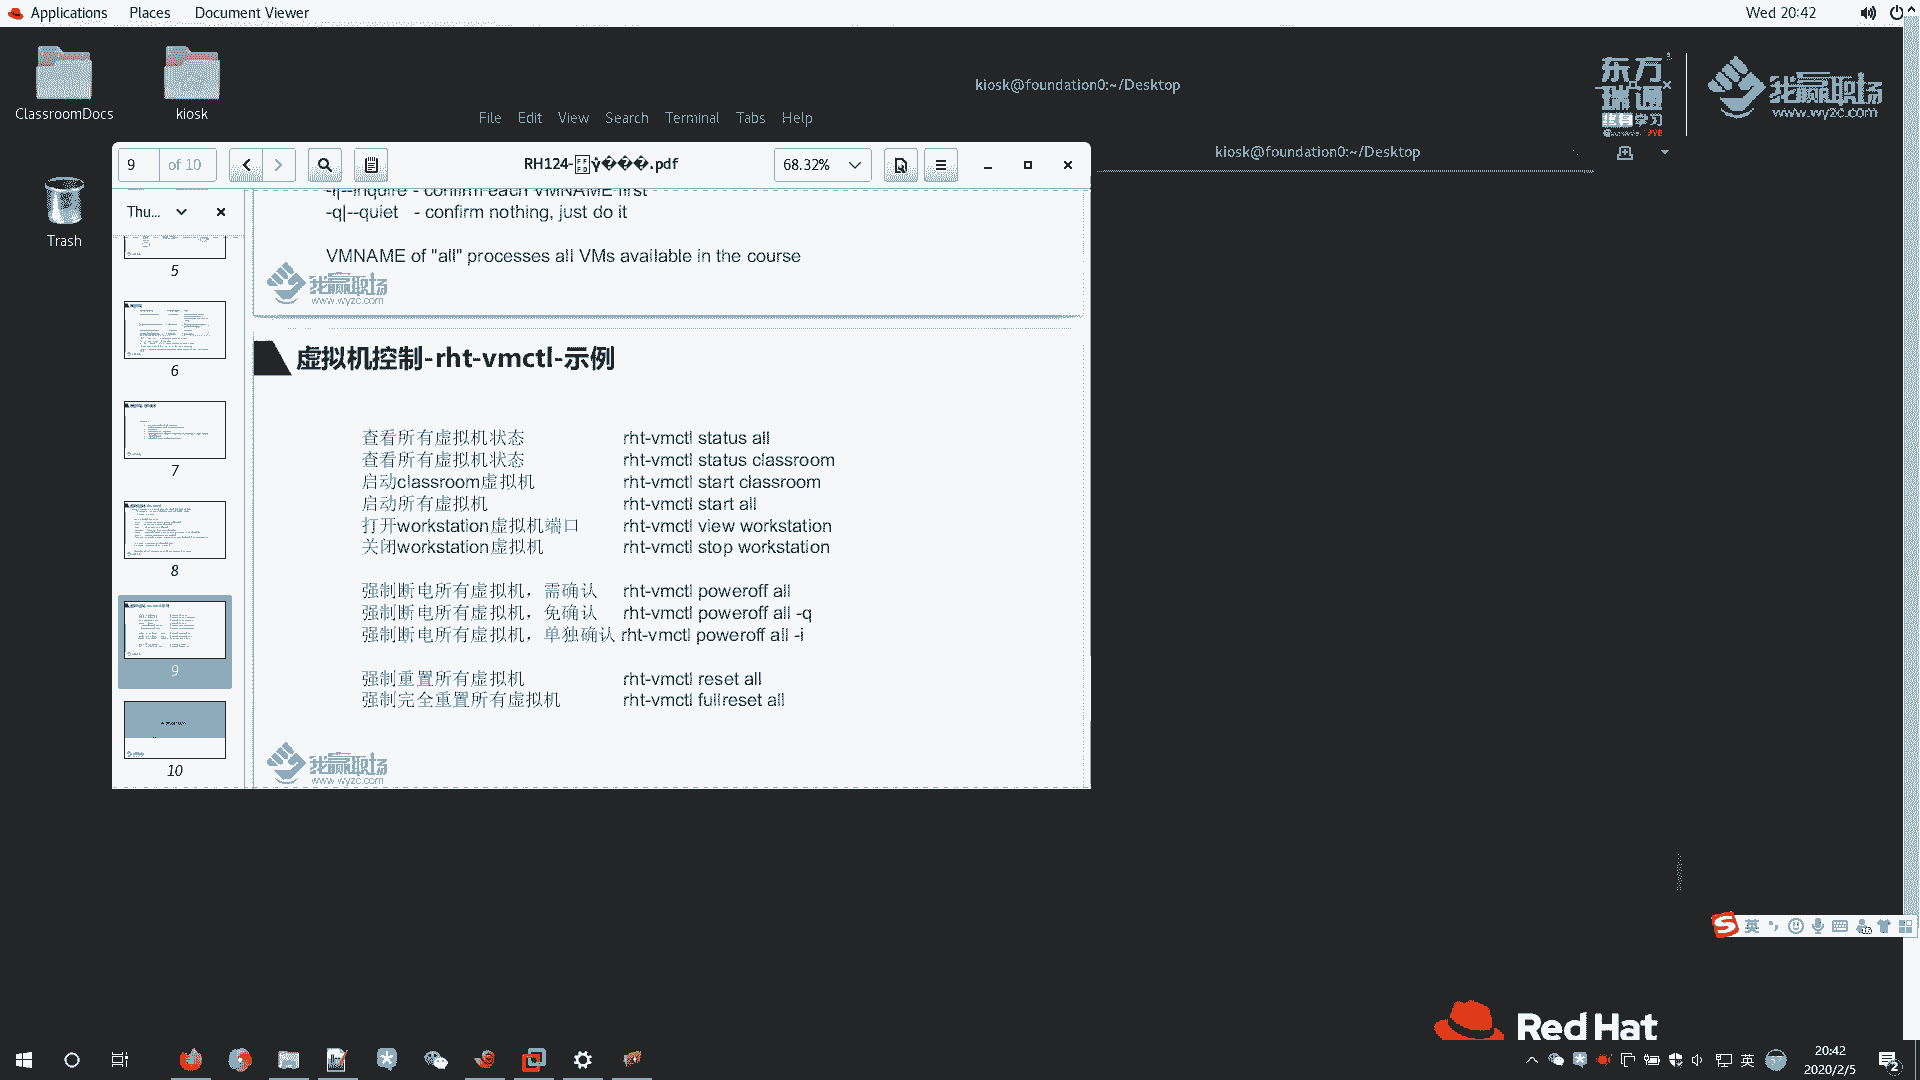 Applications Places Document Viewer
Wed 20:42
ClassroomDocs
kiosk
Trash
kiosk@foundation0:~/Desktop
File Edit View Search Terminal Tabs Help
kiosk@foundation0:~/Desktop
东方
瑞通
终身学习
我赢职场
www.wyzc.com
9 of 10
68.32%
Thu...
5
6
7
8
9
10
-i|--inquire - confirm each VMNAME first
-q|--quiet - confirm nothing, just do it
VMNAME of "all" processes all VMs available in the course
我赢职场
www.wyzc.com
虚拟机控制-rht-vmctl-示例
查看所有虚拟机状态 rht-vmctl status all
查看所有虚拟机状态 rht-vmctl status classroom
启动classroom虚拟机 rht-vmctl start classroom
启动所有虚拟机 rht-vmctl start all
打开workstation虚拟机端口 rht-vmctl view workstation
关闭workstation虚拟机 rht-vmctl stop workstation
强制断电所有虚拟机，需确认 rht-vmctl poweroff all
强制断电所有虚拟机，免确认 rht-vmctl poweroff all -q
强制断电所有虚拟机，单独确认 rht-vmctl poweroff all -i
强制重置所有虚拟机 rht-vmctl reset all
强制完全重置所有虚拟机 rht-vmctl fullreset all
我赢职场
www.wyzc.com
英
Red Hat
英
20:42
2020/2/5
2